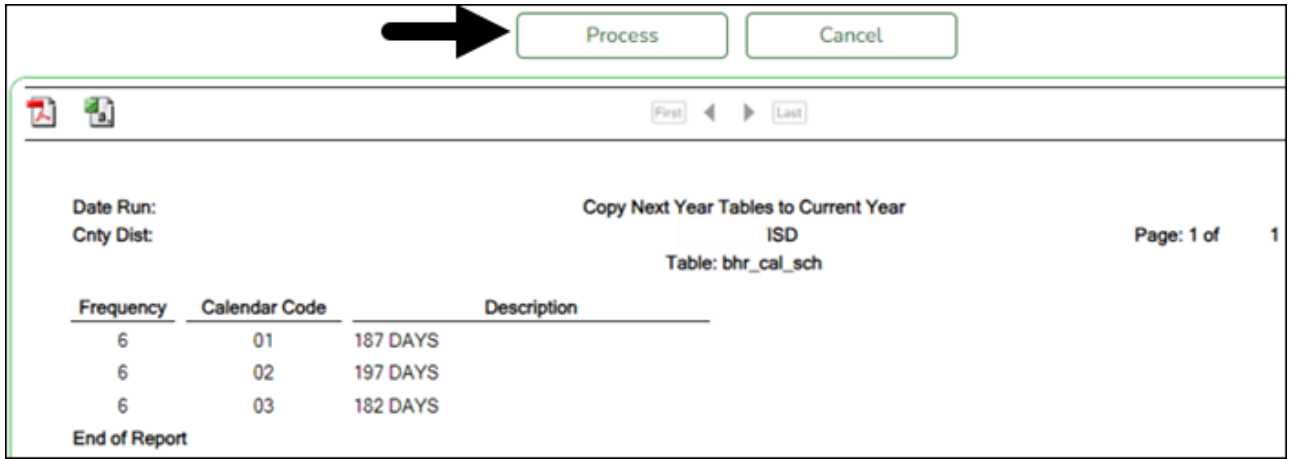 Process Cancel
First Last
Date Run: Copy Next Year Tables to Current Year
Cnty Dist: ISD Page: 1 of 1
Table: bhr_cal_sch
Frequency Calendar Code Description
6 01 187 DAYS
6 02 197 DAYS
6 03 182 DAYS
End of Report